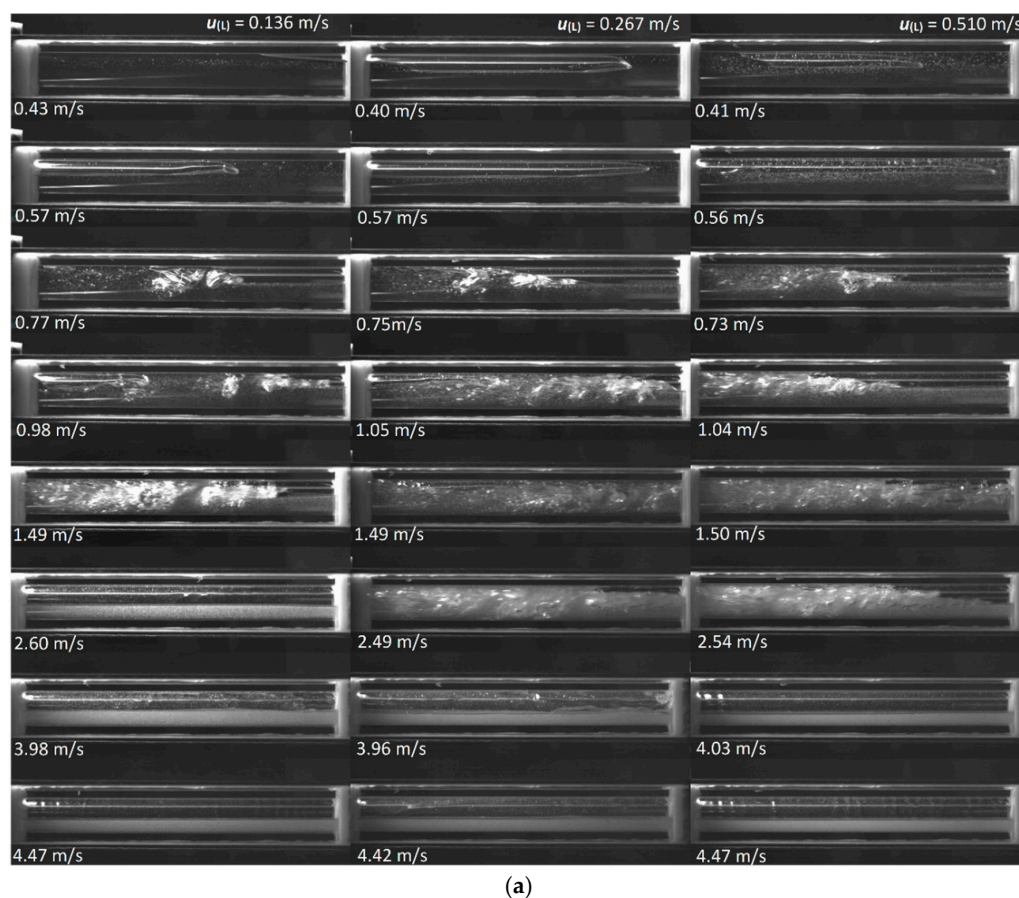 u(L) = 0.136 m/s u(L) = 0.267 m/s u(L) = 0.510 m/s
0.43 m/s 0.40 m/s 0.41 m/s
0.57 m/s 0.57 m/s 0.56 m/s
0.77 m/s 0.75m/s 0.73 m/s
0.98 m/s 1.05 m/s 1.04 m/s
1.49 m/s 1.49 m/s 1.50 m/s
2.60 m/s 2.49 m/s 2.54 m/s
3.98 m/s 3.96 m/s 4.03 m/s
4.47 m/s 4.42 m/s 4.47 m/s
(a)